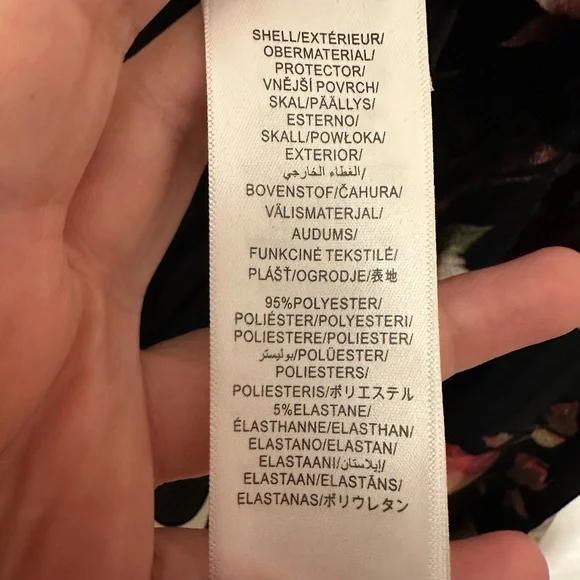 SHELL/EXTÉRIEUR/
OBERMATERIAL/
PROTECTOR/
VNĚJŠÍ POVRCH/
SKAL/PÄÄLLYS/
ESTERNO/
SKALL/POWŁOKA/
EXTERIOR/
الغطاء الخارجي/
BOVENSTOF/ČAHURA/
VÄLISMATERJAL/
AUDUMS/
FUNKCINĖ TEKSTILĖ/
PLÁŠŤ/OGRODJE/表地
95%POLYESTER/
POLIÉSTER/POLYESTERI/
POLIESTERE/POLIESTER/
بوليستر/POLÜESTER/
POLIESTERS/
POLIESTERIS/ポリエステル
5%ELASTANE/
ÉLASTHANNE/ELASTHAN/
ELASTANO/ELASTAN/
ELASTAANI/إيلاستان/
ELASTAAN/ELASTĀNS/
ELASTANAS/ポリウレタン